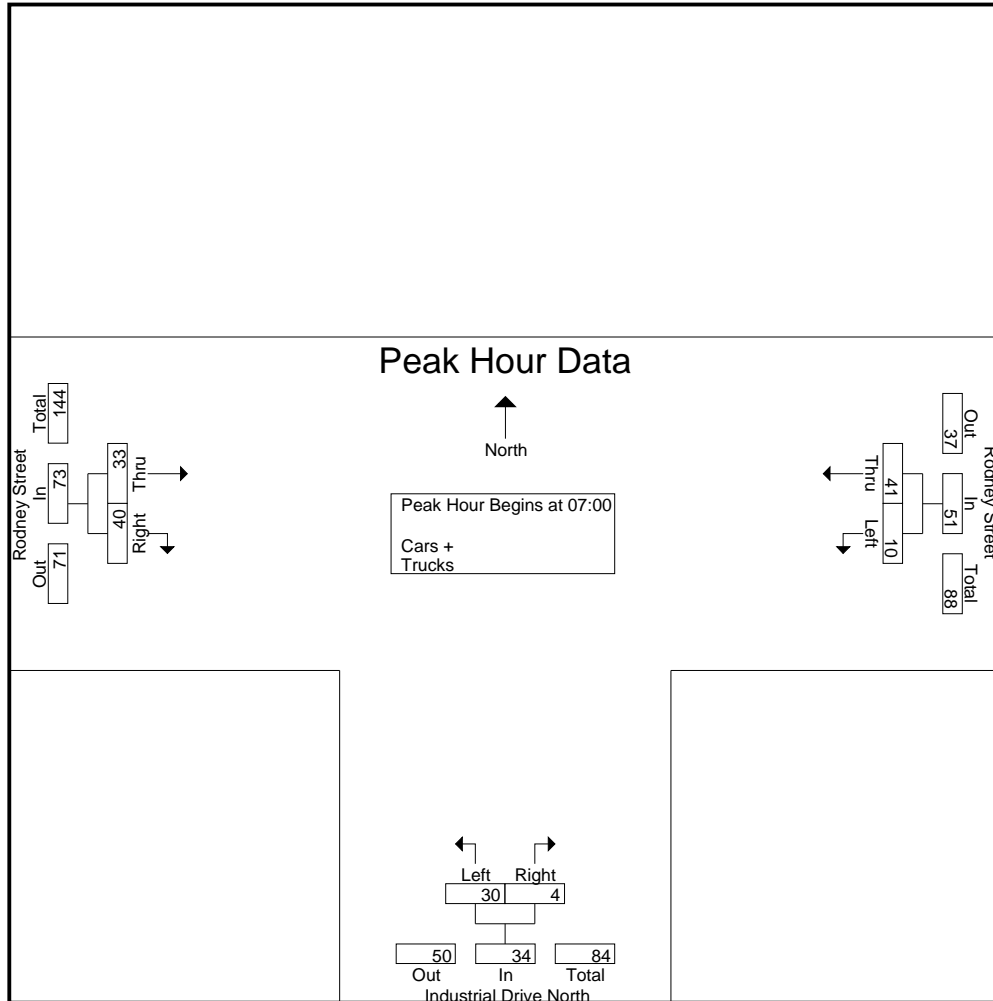 Peak Hour Data
North
Peak Hour Begins at 07:00
Cars +
Trucks
Rodney Street
Out In Total
71 73 144
40 33
Right Thru
Rodney Street
Out In Total
37 51 88
41 10
Thru Left
Left Right
30 4
50 34 84
Out In Total
Industrial Drive North